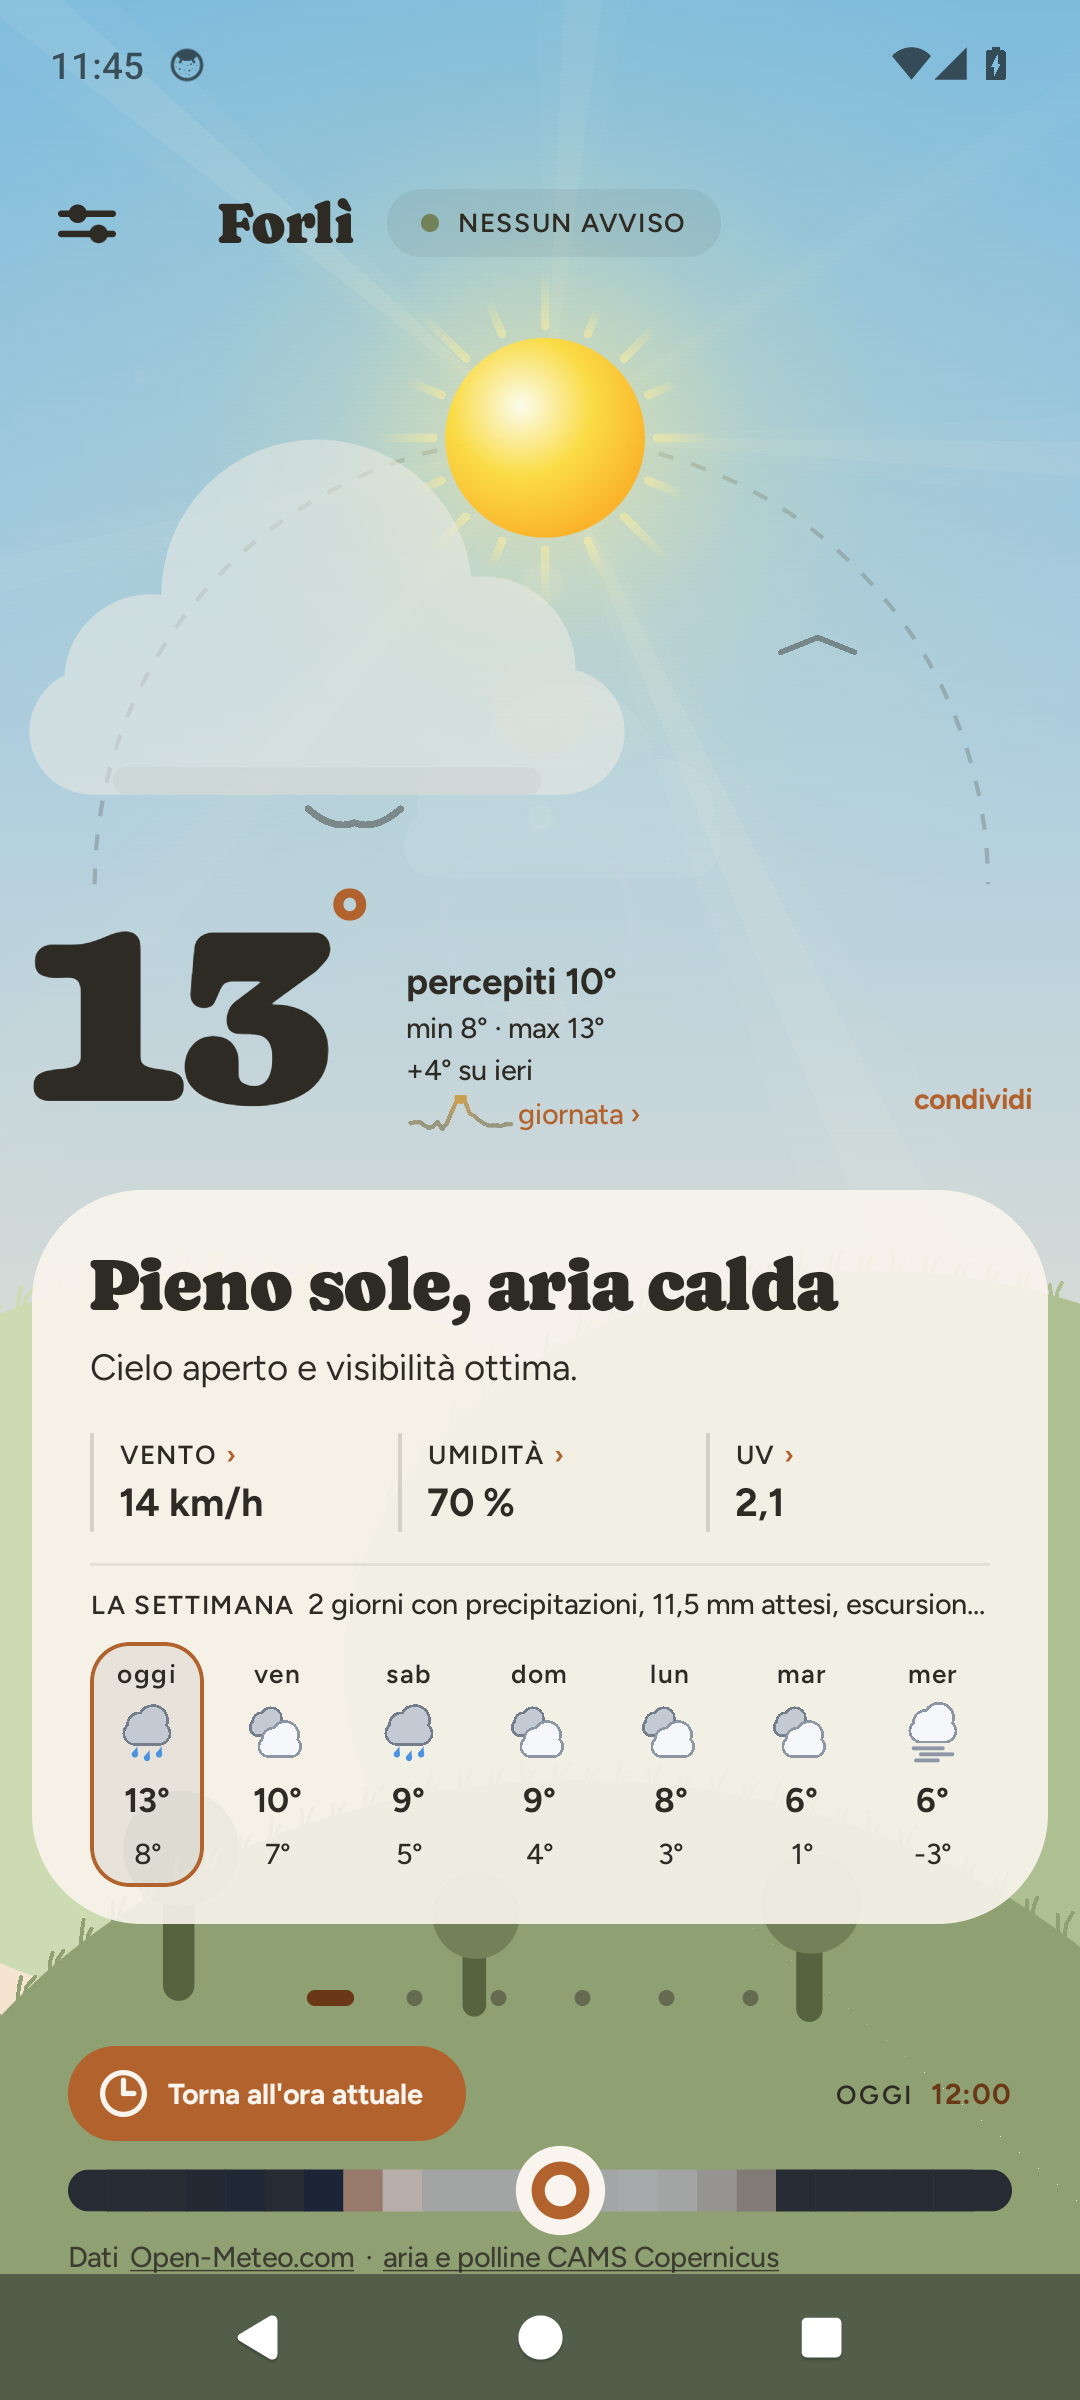 11:45
Forlì
NESSUN AVVISO
13°
percepiti 10°
min 8° · max 13°
+4° su ieri
giornata ›
condividi
Pieno sole, aria calda
Cielo aperto e visibilità ottima.
VENTO › UMIDITÀ › UV ›
14 km/h 70 % 2,1
LA SETTIMANA 2 giorni con precipitazioni, 11,5 mm attesi, escursion...
oggi ven sab dom lun mar mer
13° 10° 9° 9° 8° 6° 6°
8° 7° 5° 4° 3° 1° -3°
Torna all'ora attuale
OGGI 12:00
Dati Open-Meteo.com · aria e polline CAMS Copernicus